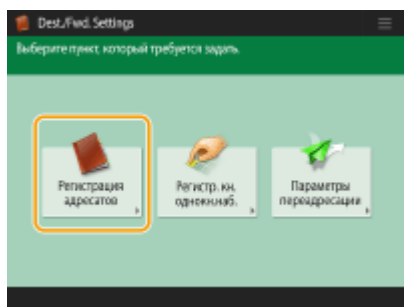 Dest./Fwd. Settings
Выберите пункт, который требуется задать.
Регистрация
адресатов
Регистр. кн.
однокн.наб.
Параметры
переадресации